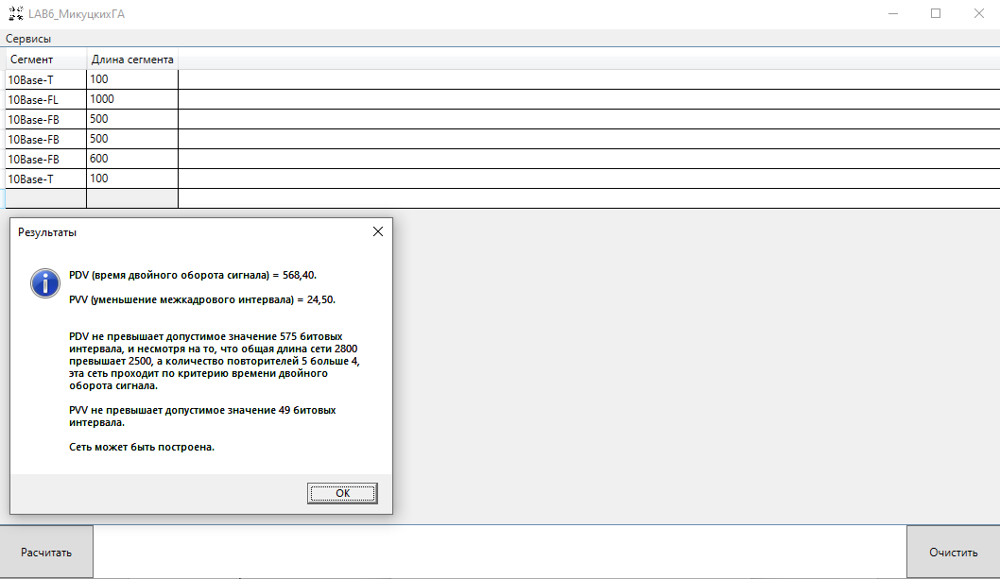 LAB6_МикуцкихГА
Сервисы
Сегмент Длина сегмента
10Base-T 100
10Base-FL 1000
10Base-FB 500
10Base-FB 500
10Base-FB 600
10Base-T 100
Результаты
PDV (время двойного оборота сигнала) = 568,40.
PVV (уменьшение межкадрового интервала) = 24,50.
PDV не превышает допустимое значение 575 битовых
интервала, и несмотря на то, что общая длина сети 2800
превышает 2500, а количество повторителей 5 больше 4,
эта сеть проходит по критерию времени двойного
оборота сигнала.
PVV не превышает допустимое значение 49 битовых
интервала.
Сеть может быть построена.
OK
Расчитать
Очистить